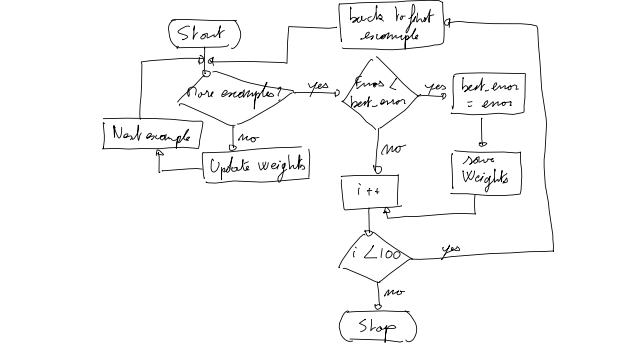 Start
back to first
example
More examples?
yes
Error <
best_error
yes
best_error
= error
Next example
no
Update Weights
no
save
Weights
i++
i < 100
yes
no
Stop